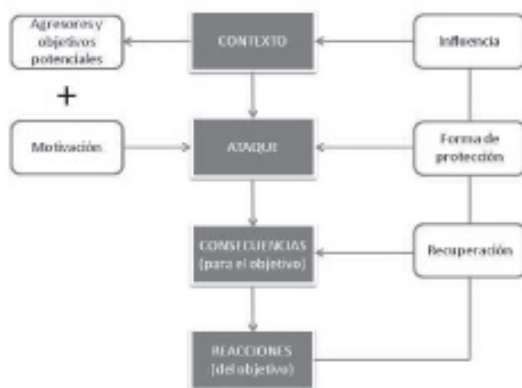 Agresores y
objetivos
potenciales
CONTEXTO
Influencia
+
Motivación
ATAQUE
Forma de
protección
CONSECUENCIAS
(para el objetivo)
Recuperación
REACCIONES
(del objetivo)